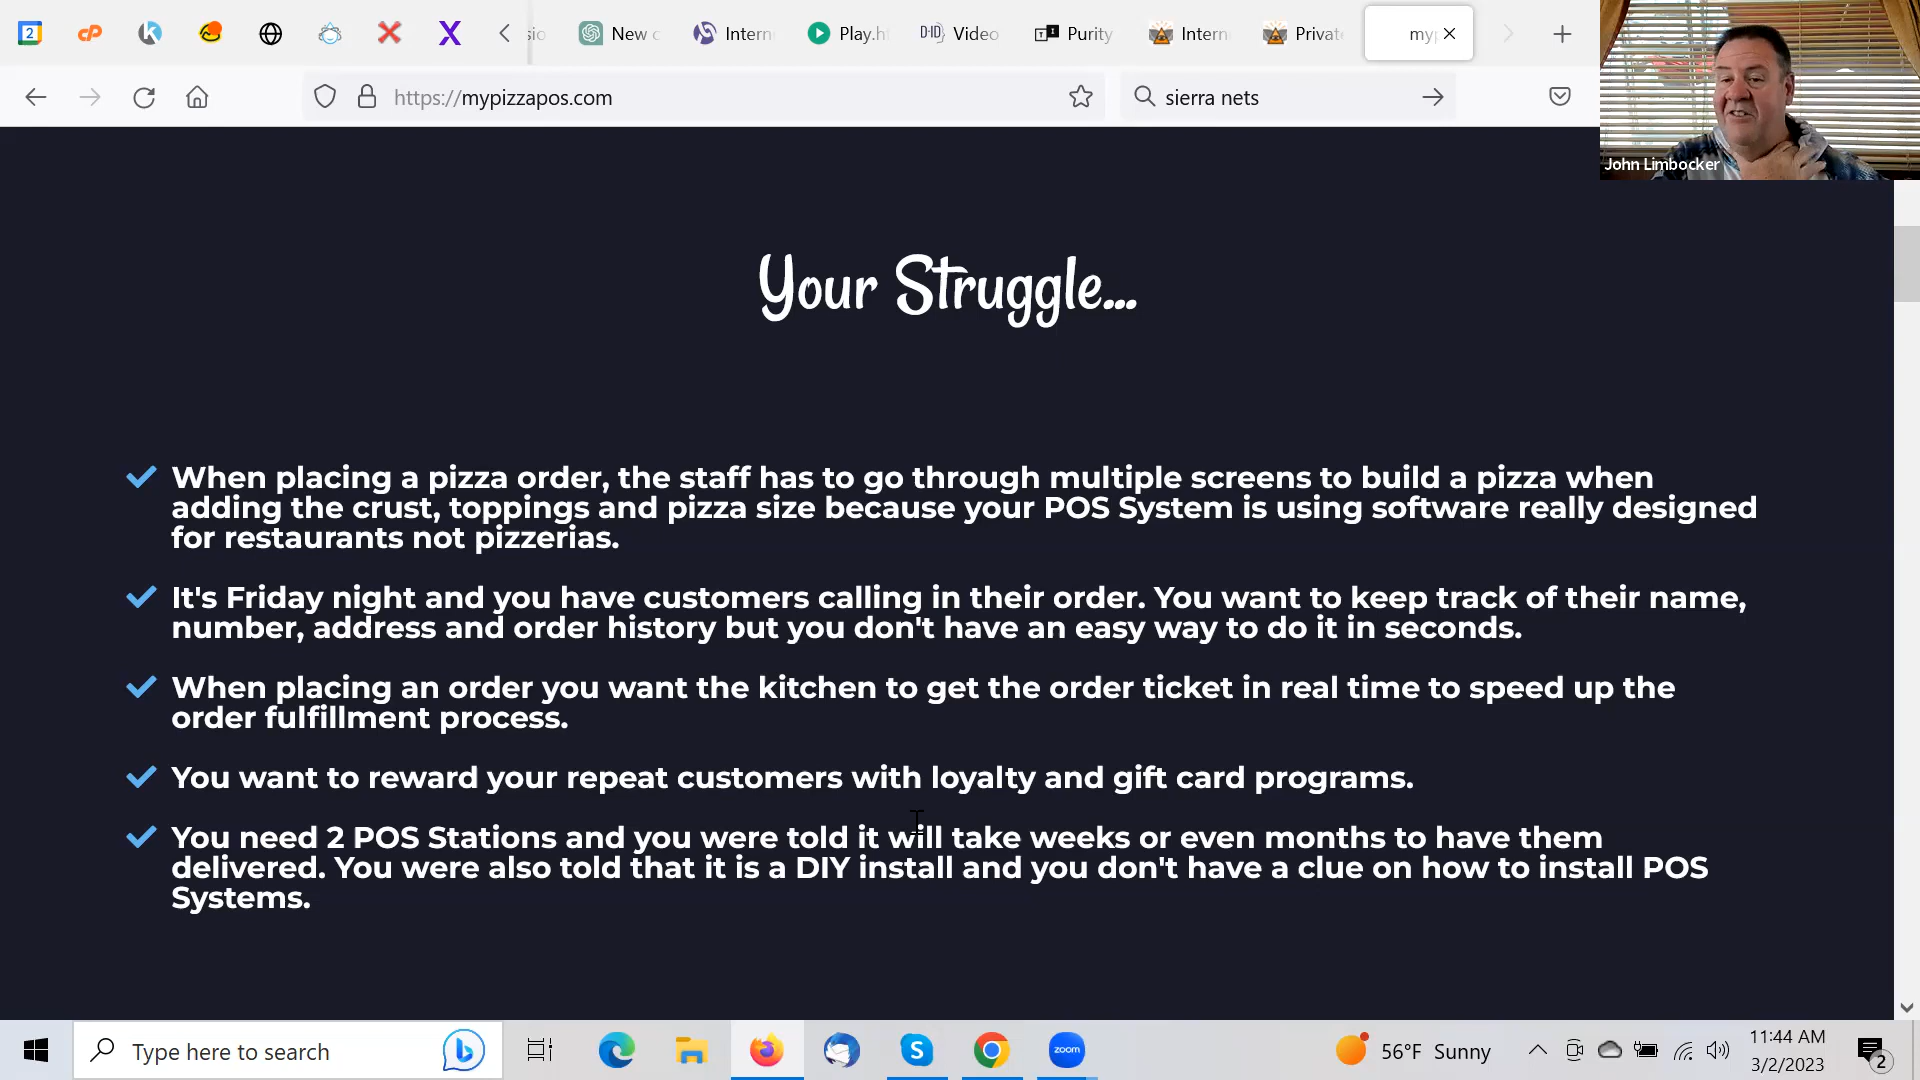 2
cP
K
X
New
Intern
Play.h
D-ID
Video
Purity
Intern
Private
https://mypizzapos.com
sierra nets
John Limbocker
Your Struggle...
When placing a pizza order, the staff has to go through multiple screens to build a pizza when
adding the crust, toppings and pizza size because your POS System is using software really designed
for restaurants not pizzerias.
It's Friday night and you have customers calling in their order. You want to keep track of their name,
number, address and order history but you don't have an easy way to do it in seconds.
When placing an order you want the kitchen to get the order ticket in real time to speed up the
order fulfillment process.
You want to reward your repeat customers with loyalty and gift card programs.
You need 2 POS Stations and you were told it will take weeks or even months to have them
delivered. You were also told that it is a DIY install and you don't have a clue on how to install POS
Systems.
Type here to search
zoom
56°F Sunny
11:44 AM
3/2/2023
2